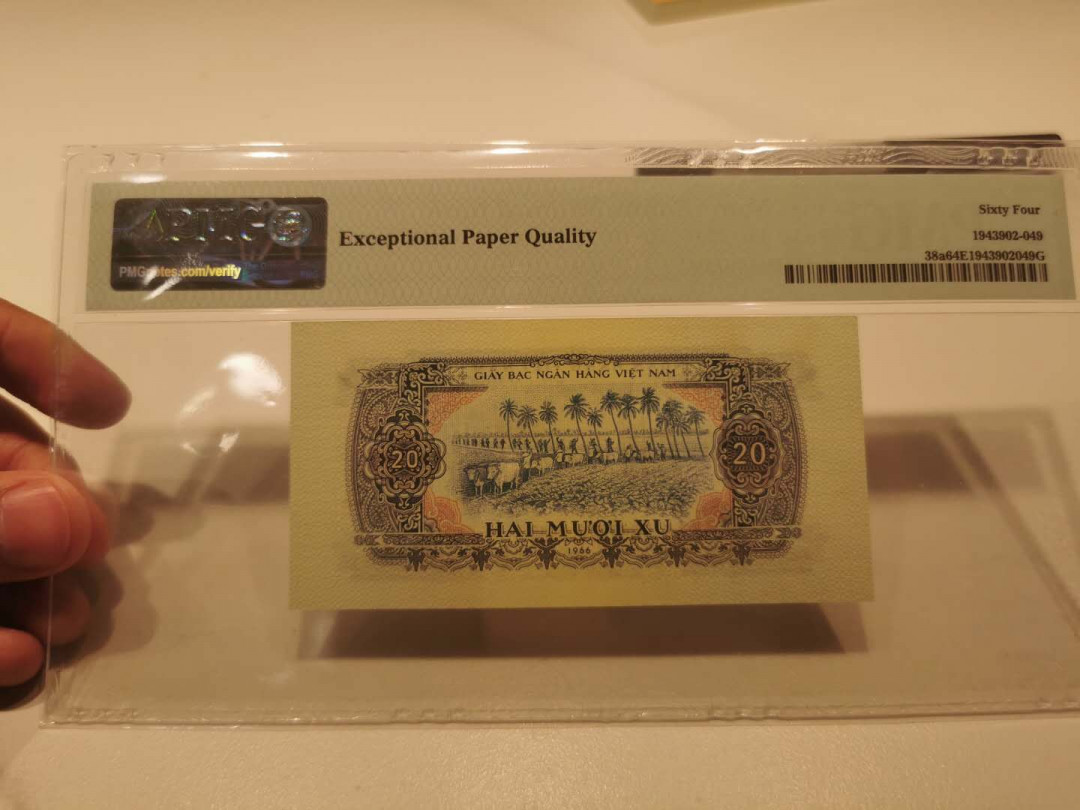 PMG
PMGnotes.com/verify
Exceptional Paper Quality
Sixty Four
1943902-049
38a64E1943902049G
GIẤY BẠC NGÂN HÀNG VIỆT NAM
20
20
HAI MƯƠI XU
1966